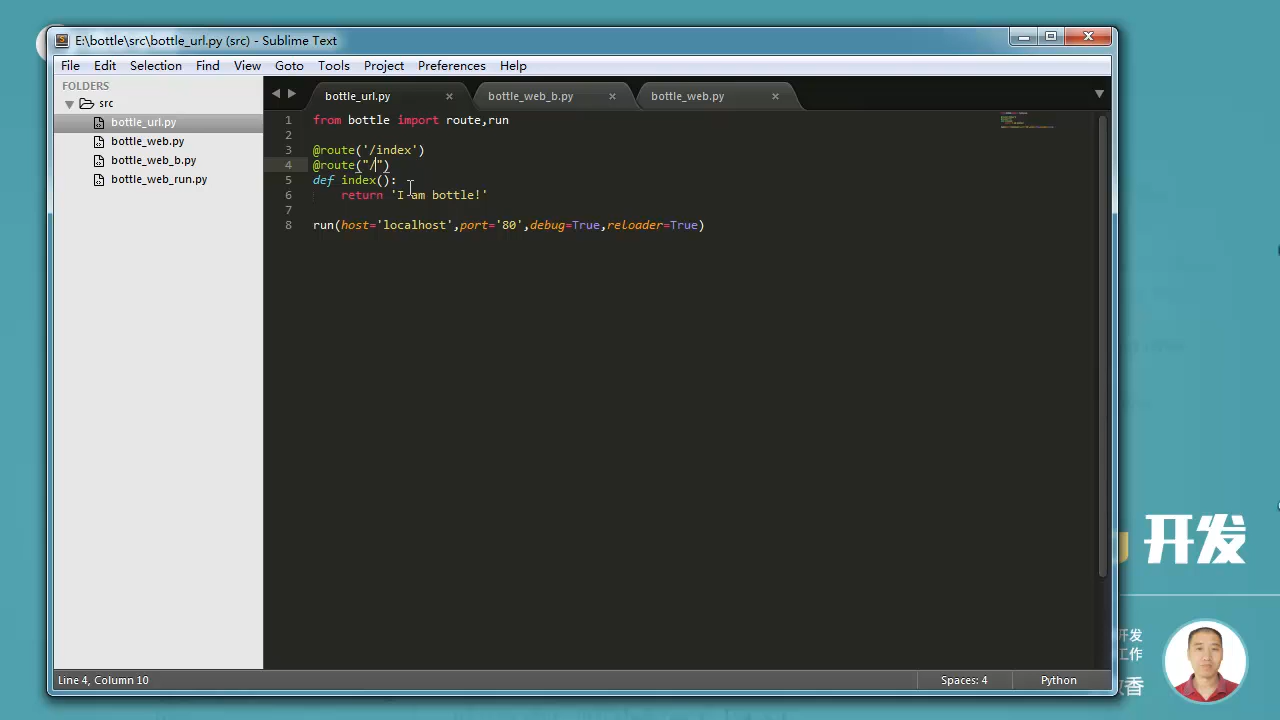 E:\bottle\src\bottle_url.py (src) - Sublime Text
File Edit Selection Find View Goto Tools Project Preferences Help
FOLDERS
src
bottle_url.py
bottle_web.py
bottle_web_b.py
bottle_web_run.py
bottle_url.py bottle_web_b.py bottle_web.py
1 from bottle import route,run
2
3 @route('/index')
4 @route("/")
5 def index():
6 return 'I am bottle!'
7
8 run(host='localhost',port='80',debug=True,reloader=True)
开发
开发
工作
香
Line 4, Column 10
Spaces: 4
Python